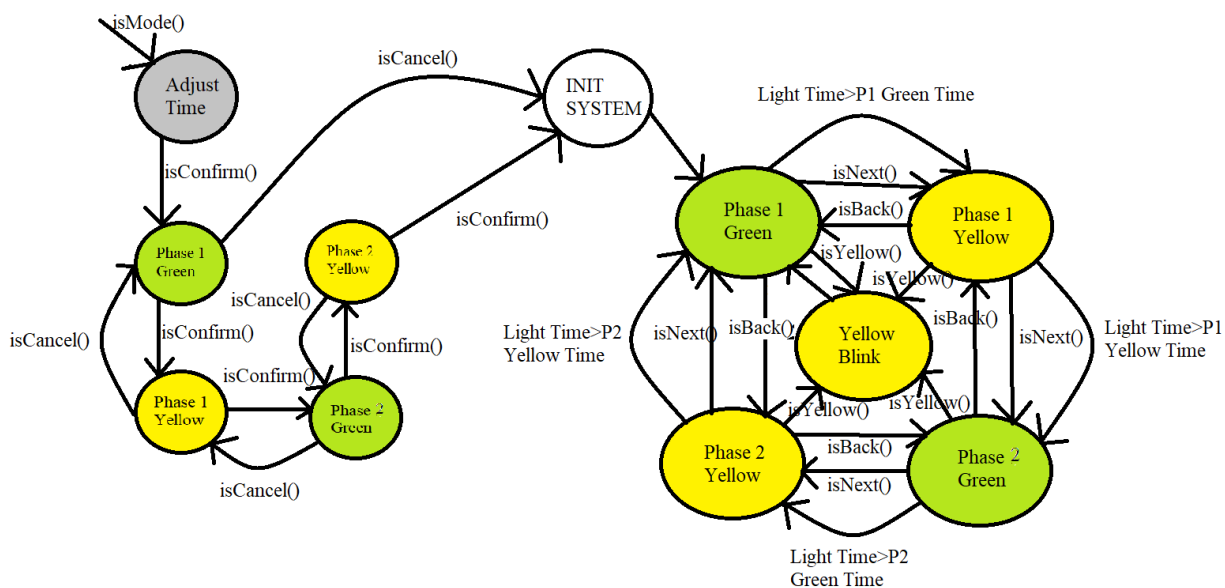 isMode()
Adjust
Time
isConfirm()
Phase 1
Green
isCancel()
isConfirm()
Phase 1
Yellow
isConfirm()
isCancel()
Phase 2
Green
isConfirm()
isCancel()
Phase 2
Yellow
isConfirm()
isCancel()
INIT
SYSTEM
Light Time>P1 Green Time
Phase 1
Green
isNext()
isBack()
Phase 1
Yellow
isYellow()
isYellow()
Yellow
Blink
isBack()
isNext()
Light Time>P2
Yellow Time
isBack()
isNext()
Light Time>P1
Yellow Time
isYellow()
isYellow()
Phase 2
Yellow
isBack()
isNext()
Phase 2
Green
Light Time>P2
Green Time